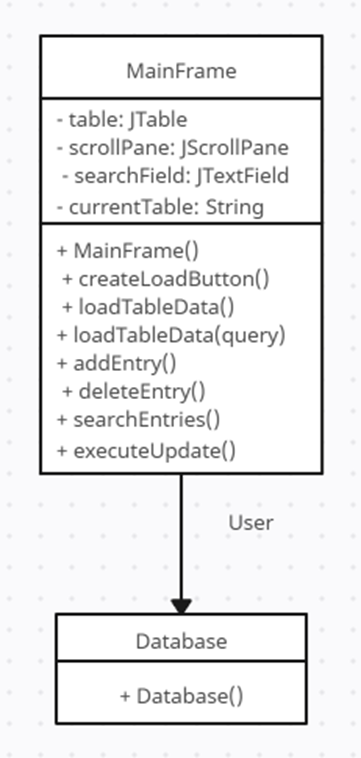 MainFrame
- table: JTable
- scrollPane: JScrollPane
- searchField: JTextField
- currentTable: String
+ MainFrame()
+ createLoadButton()
+ loadTableData()
+ loadTableData(query)
+ addEntry()
+ deleteEntry()
+ searchEntries()
+ executeUpdate()
User
Database
+ Database()